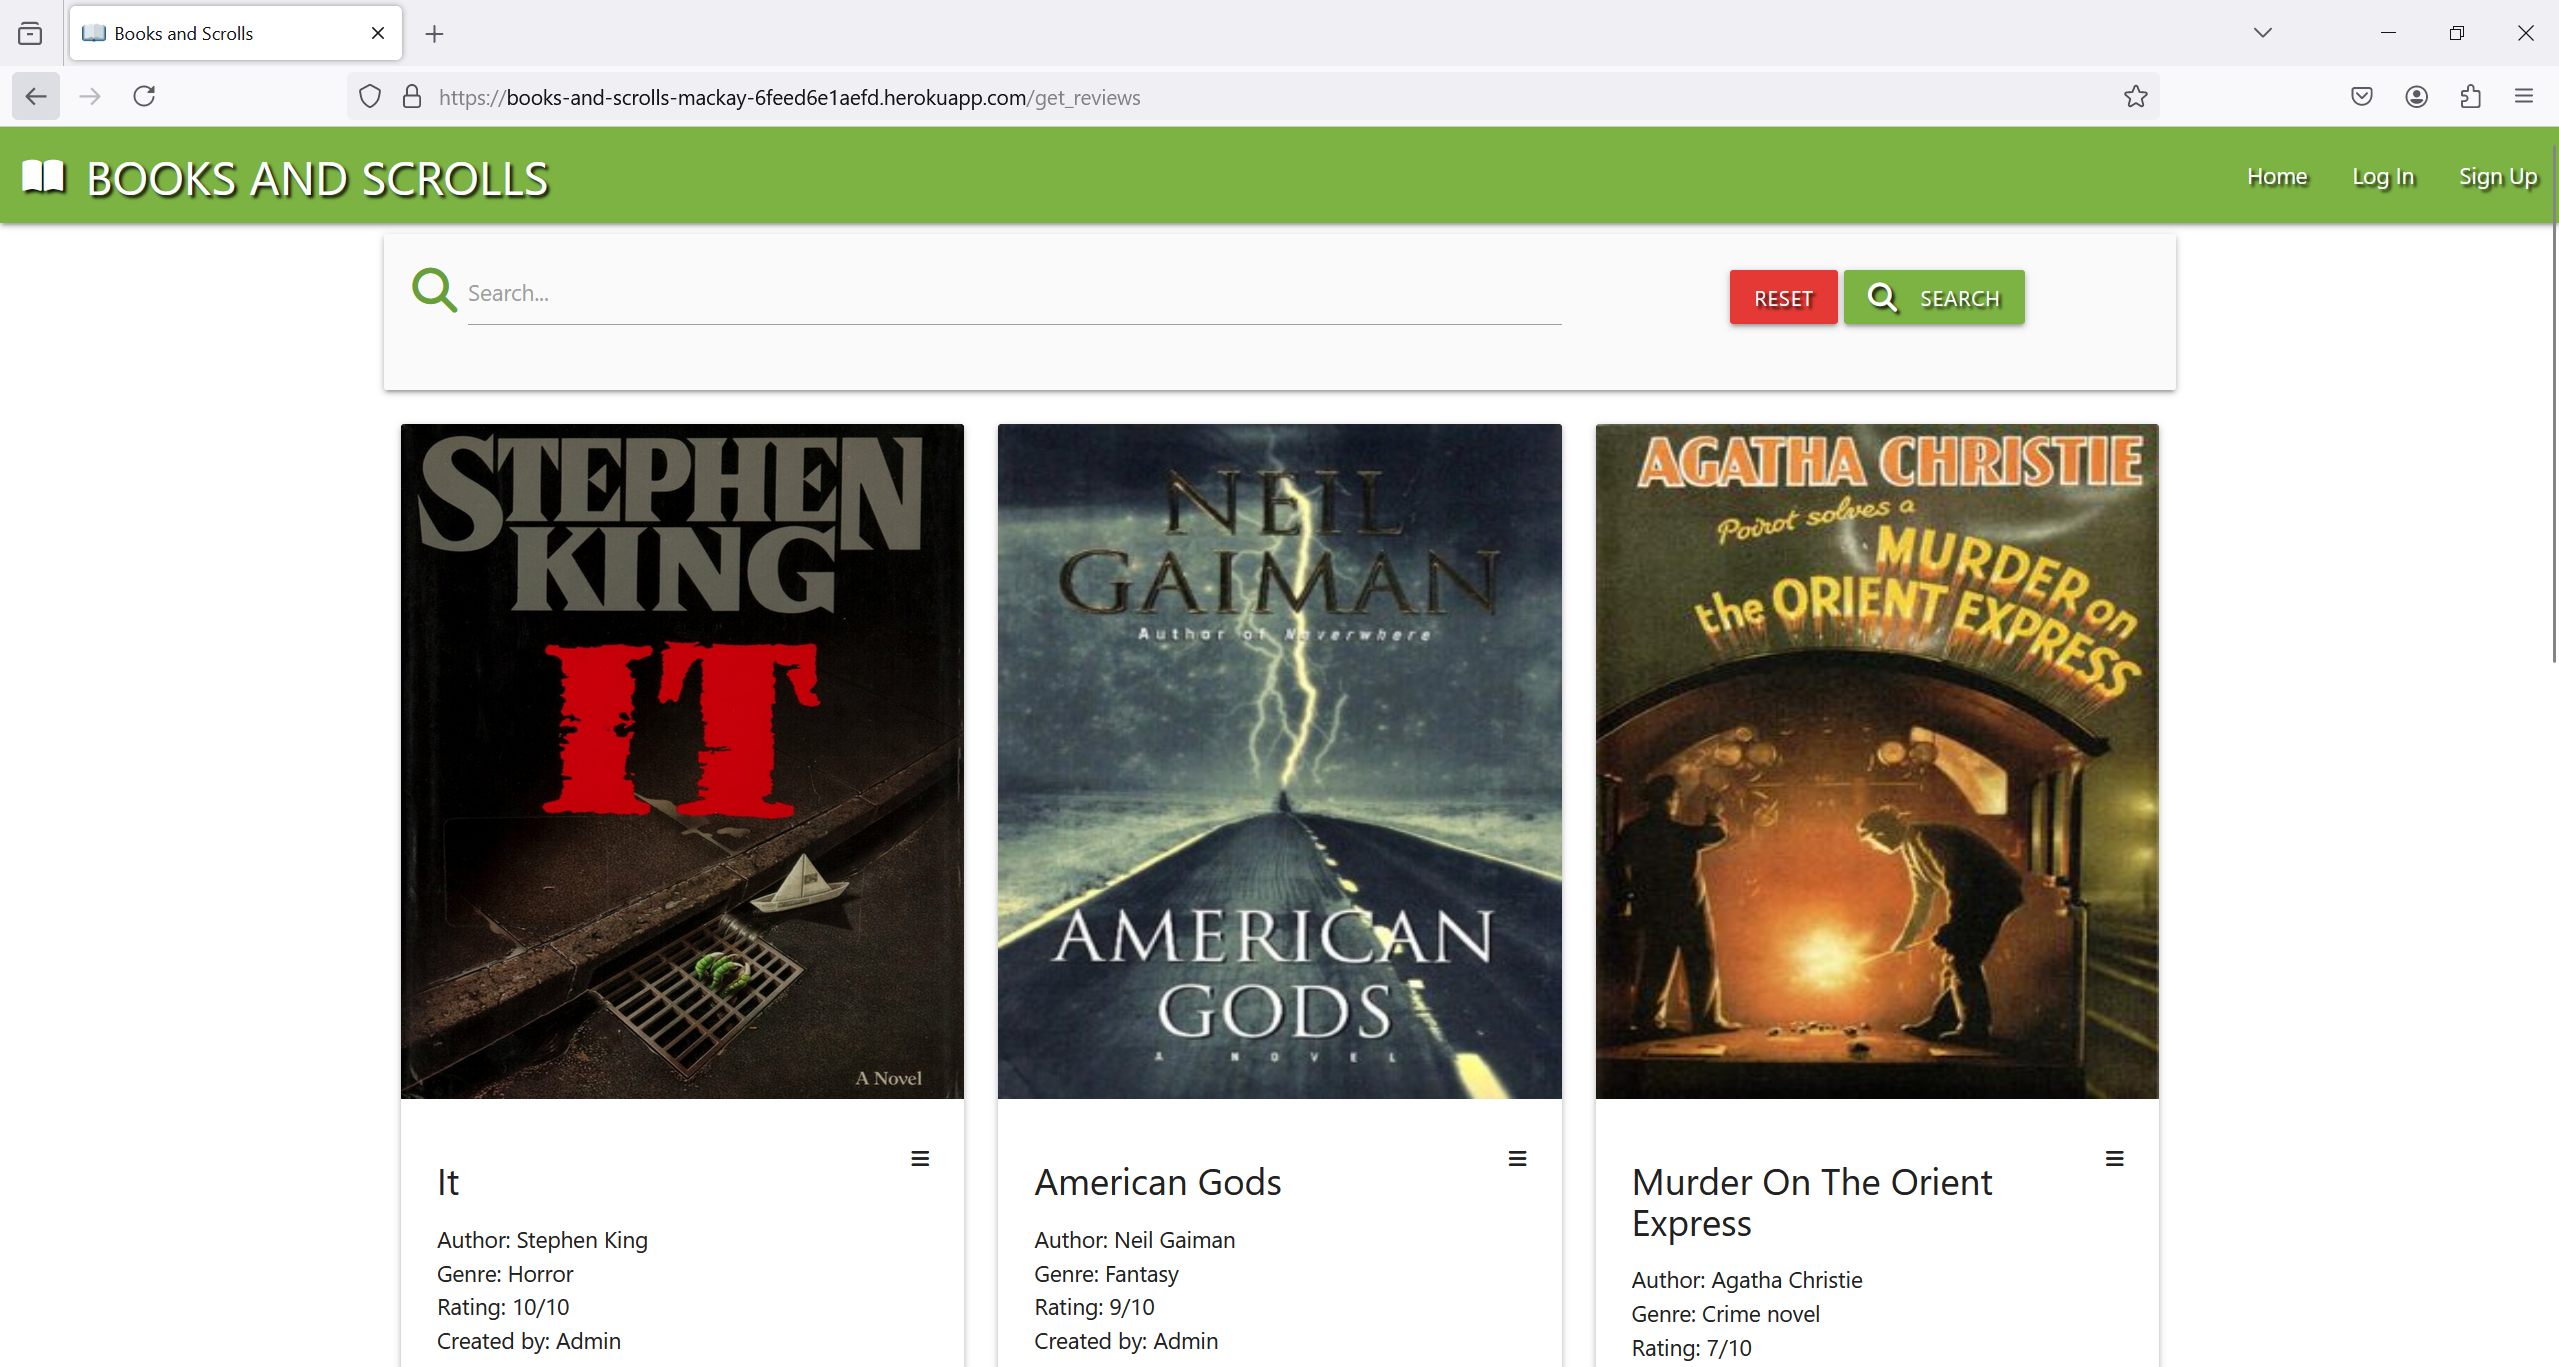 Books and Scrolls
https://books-and-scrolls-mackay-6feed6e1aefd.herokuapp.com/get_reviews
BOOKS AND SCROLLS
Home Log In Sign Up
Search...
RESET SEARCH
STEPHEN
KING
IT
A Novel
It
Author: Stephen King
Genre: Horror
Rating: 10/10
Created by: Admin
NEIL
GAIMAN
Author of Neverwhere
AMERICAN
GODS
A NOVEL
American Gods
Author: Neil Gaiman
Genre: Fantasy
Rating: 9/10
Created by: Admin
AGATHA CHRISTIE
Poirot solves a
MURDER on
the ORIENT EXPRESS
Murder On The Orient
Express
Author: Agatha Christie
Genre: Crime novel
Rating: 7/10